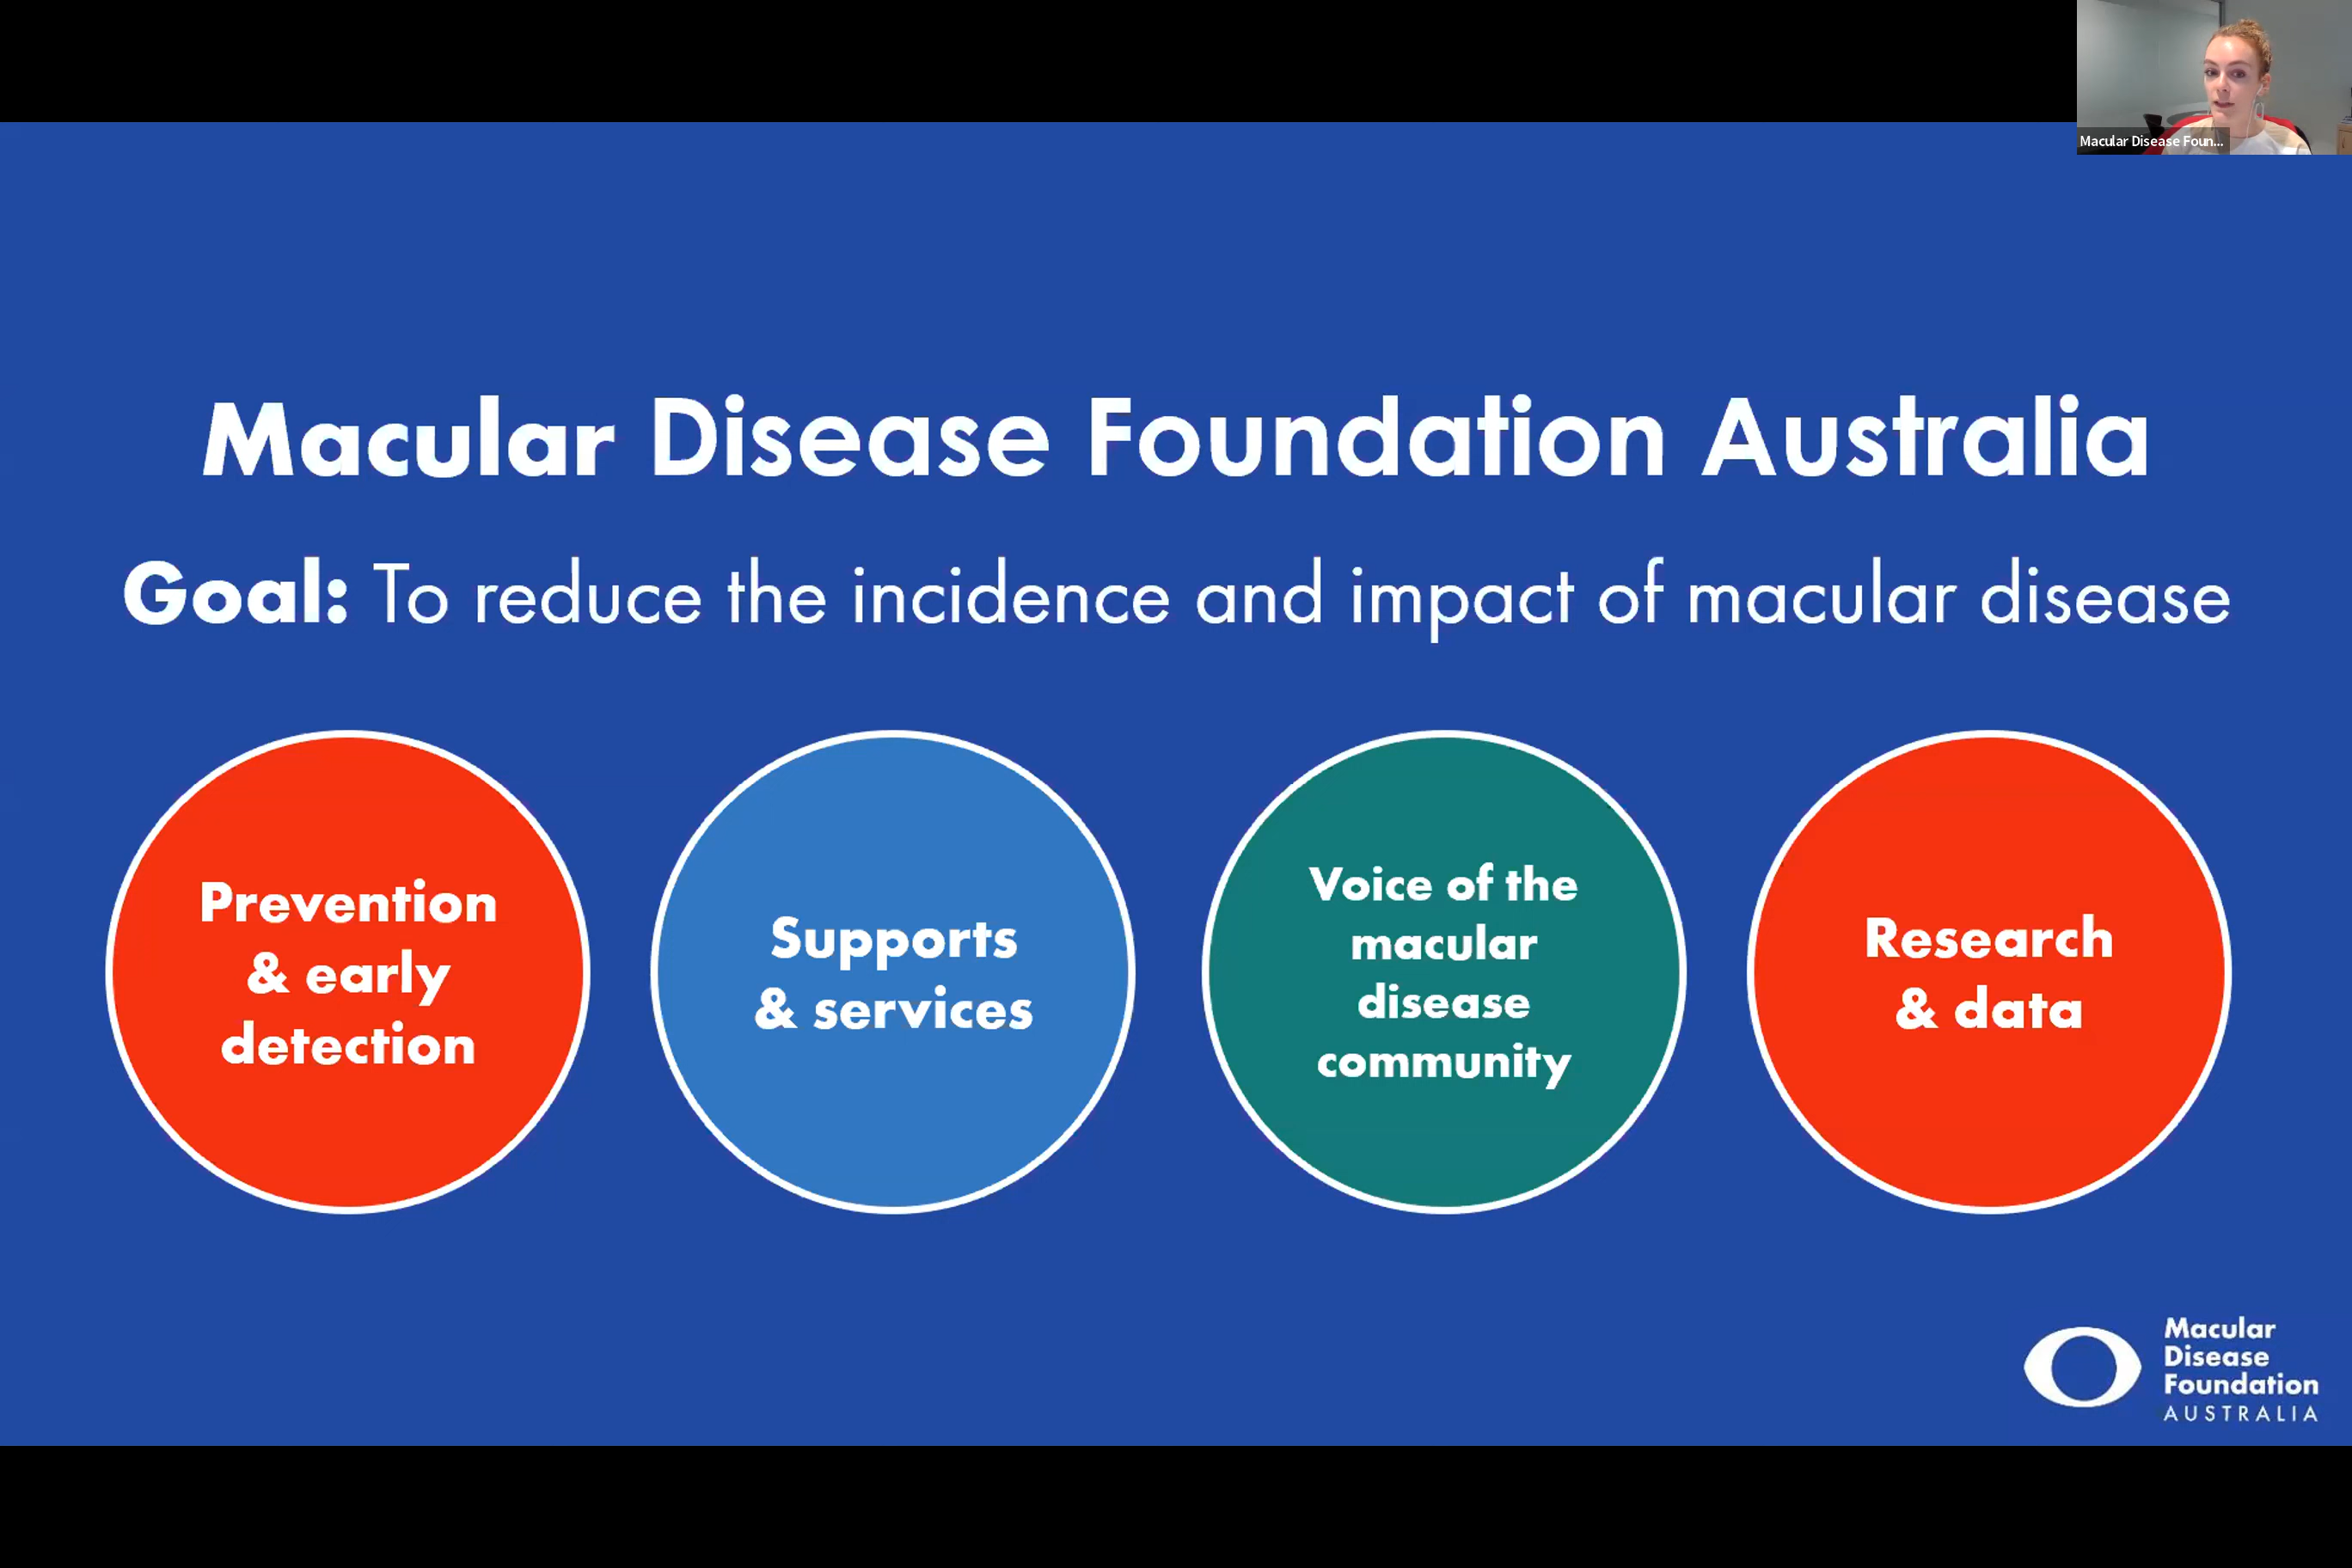 Macular Disease Foun...
Macular Disease Foundation Australia
Goal: To reduce the incidence and impact of macular disease
Prevention
& early
detection
Supports
& services
Voice of the
macular
disease
community
Research
& data
Macular
Disease
Foundation
AUSTRALIA